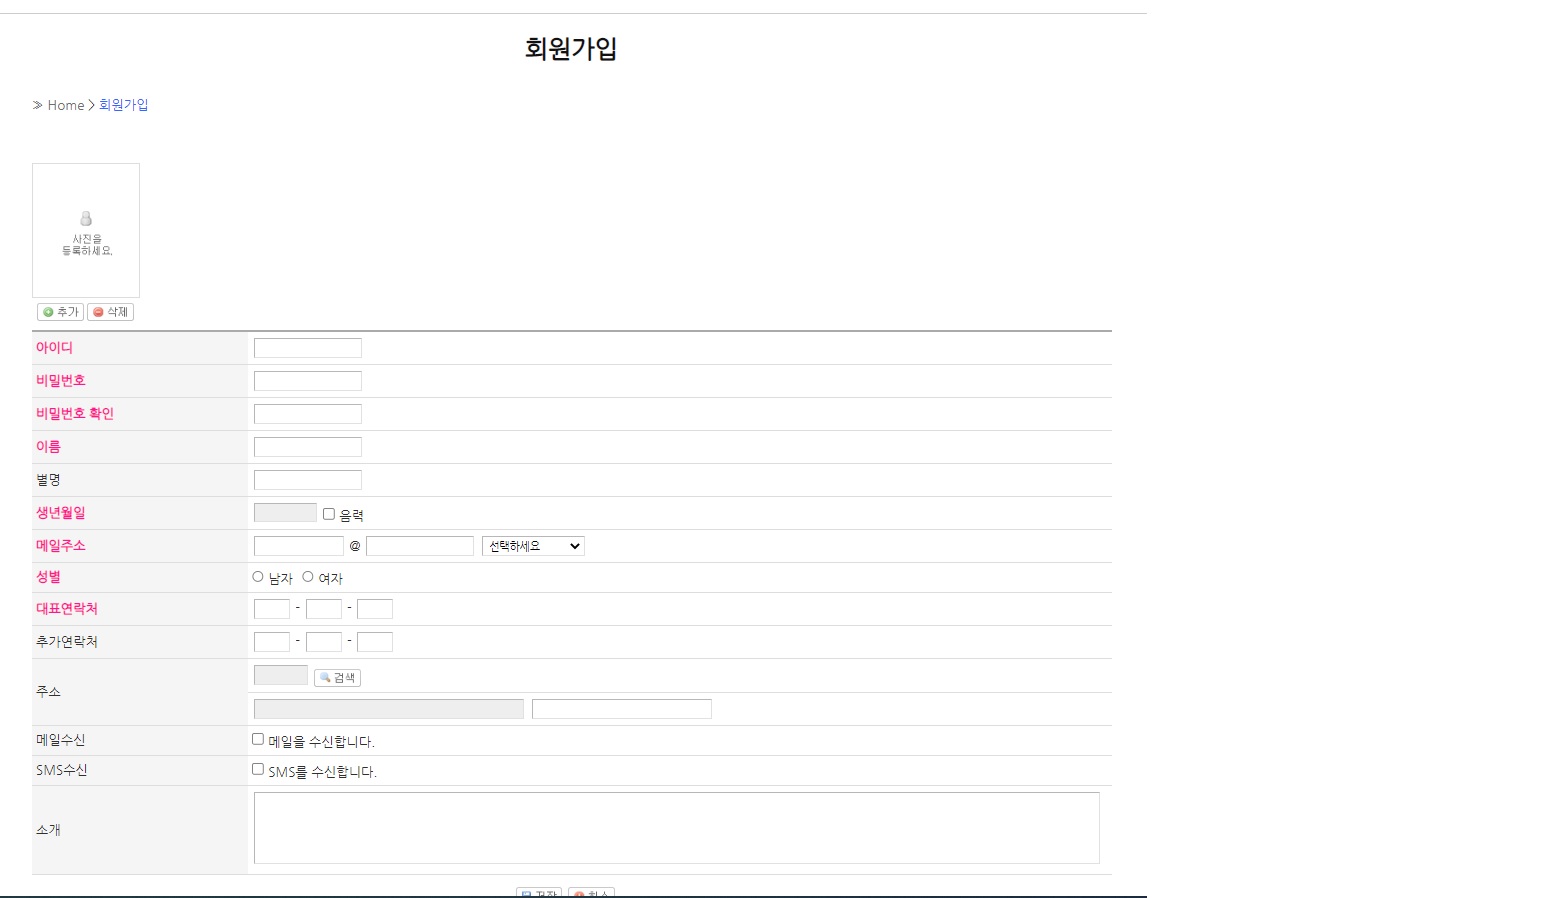 회원가입
≫ Home > 회원가입
사진을
등록하세요.
추가 삭제
아이디
비밀번호
비밀번호 확인
이름
별명
생년월일 음력
메일주소 @ 선택하세요
성별 남자 여자
대표연락처 - -
추가연락처 - -
주소 검색
메일수신 메일을 수신합니다.
SMS수신 SMS를 수신합니다.
소개
저장 취소